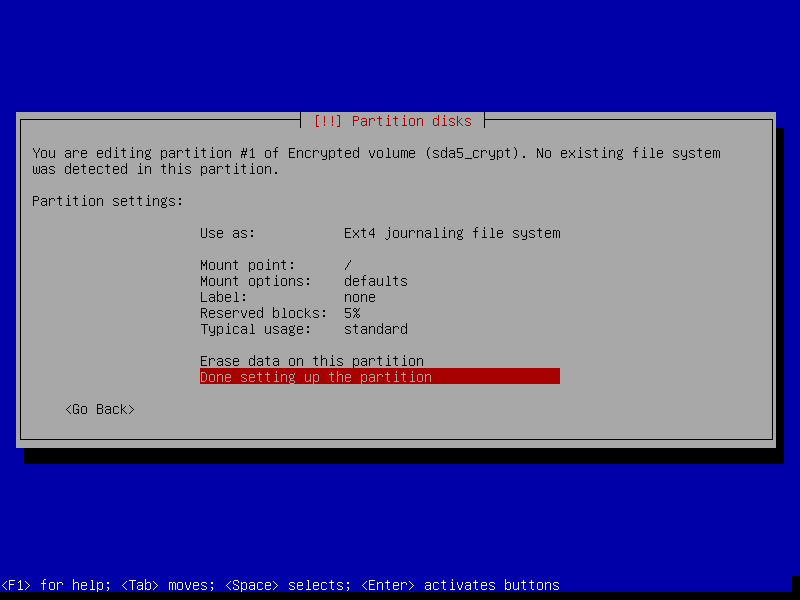 [!!] Partition disks
You are editing partition #1 of Encrypted volume (sda5_crypt). No existing file system
was detected in this partition.
Partition settings:
Use as: Ext4 journaling file system
Mount point: /
Mount options: defaults
Label: none
Reserved blocks: 5%
Typical usage: standard
Erase data on this partition
Done setting up the partition
<Go Back>
<F1> for help; <Tab> moves; <Space> selects; <Enter> activates buttons